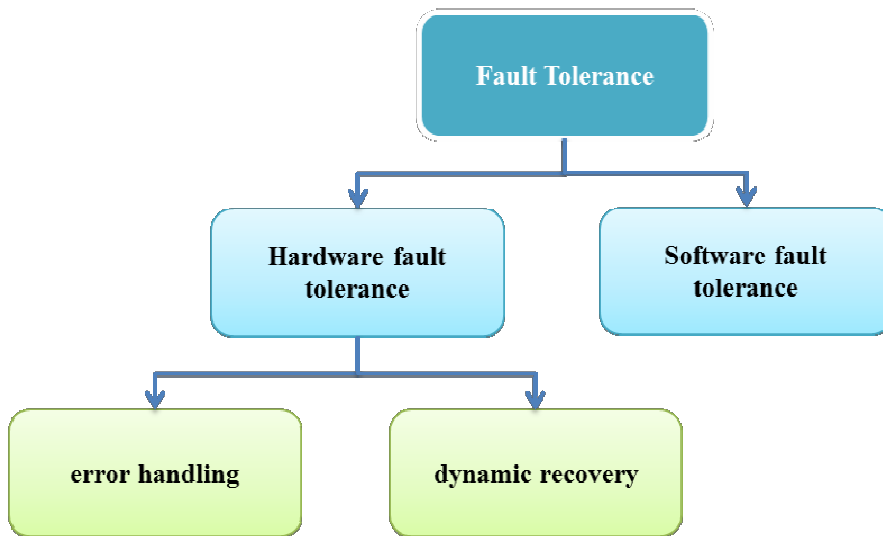 Fault Tolerance
Hardware fault
tolerance
Software fault
tolerance
error handling
dynamic recovery